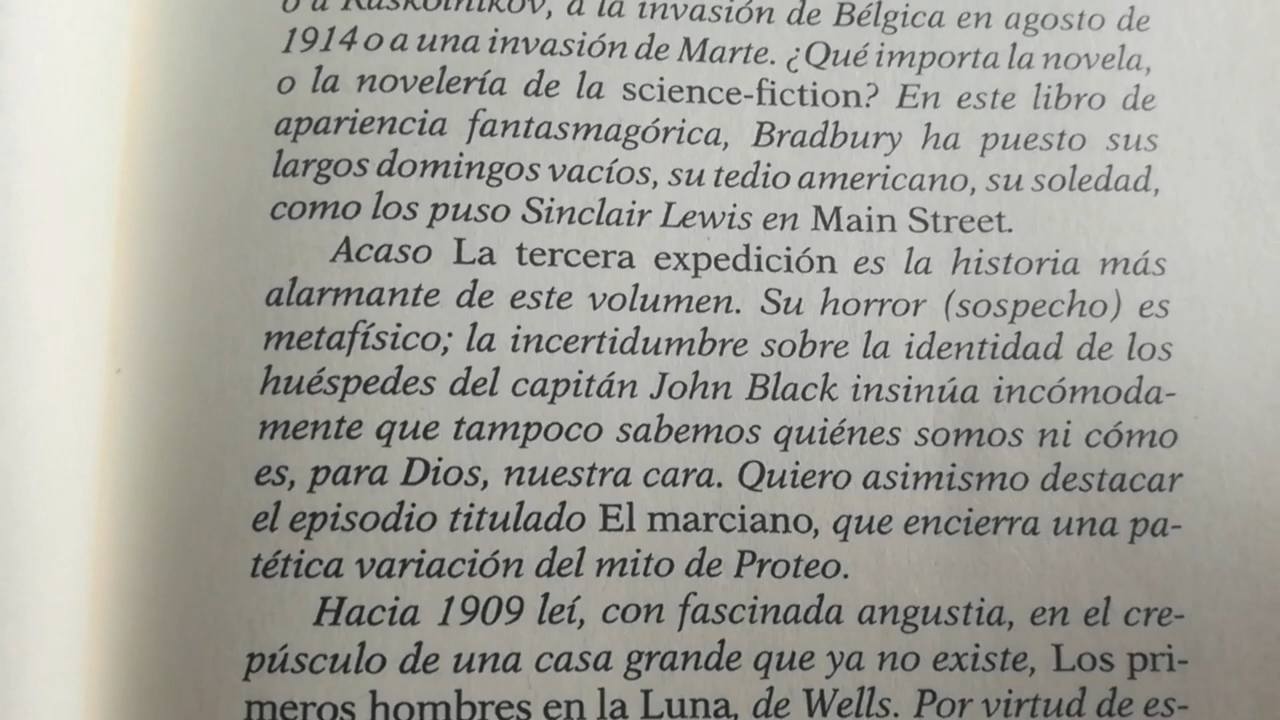 o a Raskolnikov, a la invasión de Bélgica en agosto de
1914 o a una invasión de Marte. ¿Qué importa la novela,
o la novelería de la science-fiction? En este libro de
apariencia fantasmagórica, Bradbury ha puesto sus
largos domingos vacíos, su tedio americano, su soledad,
como los puso Sinclair Lewis en Main Street.
Acaso La tercera expedición es la historia más
alarmante de este volumen. Su horror (sospecho) es
metafísico; la incertidumbre sobre la identidad de los
huéspedes del capitán John Black insinúa incómoda-
mente que tampoco sabemos quiénes somos ni cómo
es, para Dios, nuestra cara. Quiero asimismo destacar
el episodio titulado El marciano, que encierra una pa-
tética variación del mito de Proteo.
Hacia 1909 leí, con fascinada angustia, en el cre-
púsculo de una casa grande que ya no existe, Los pri-
meros hombres en la Luna, de Wells. Por virtud de es-